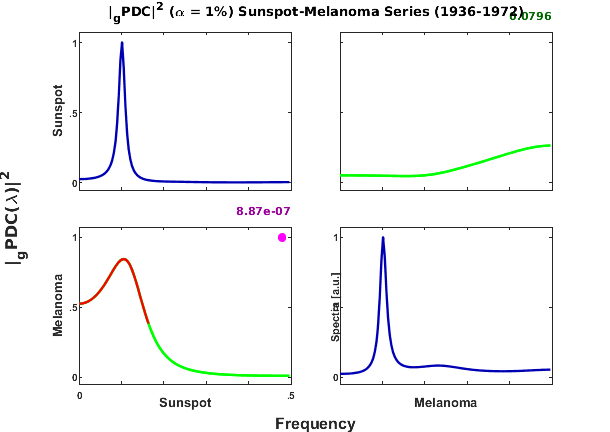 |gPDC|² (α = 1%) Sunspot-Melanoma Series (1936-1972)
0.0796
1
.5
0
Sunspot
8.87e-07
|gPDC(λ)|²
1
.5
0
Melanoma
1
.5
0
Spectra [a.u.]
0
.5
Sunspot
Melanoma
Frequency